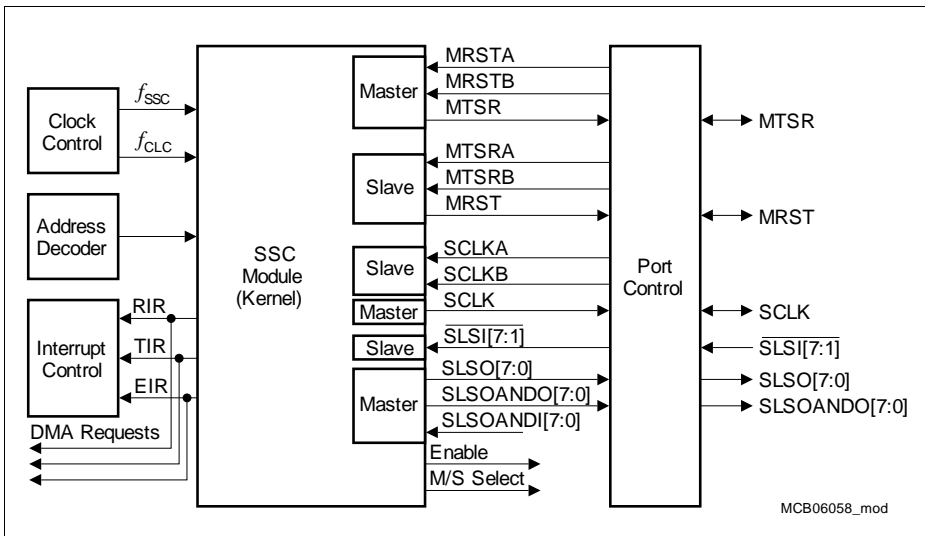 Clock
Control
fSSC
fCLC
Address
Decoder
Interrupt
Control
RIR
TIR
EIR
DMA Requests
SSC
Module
(Kernel)
Master
Slave
Slave
Master
Slave
Master
MRSTA
MRSTB
MTSR
MTSRA
MTSRB
MRST
SCLKA
SCLKB
SCLK
SLSI[7:1]
SLSO[7:0]
SLSOANDO[7:0]
SLSOANDI[7:0]
Enable
M/S Select
Port
Control
MTSR
MRST
SCLK
SLSI[7:1]
SLSO[7:0]
SLSOANDO[7:0]
MCB06058_mod